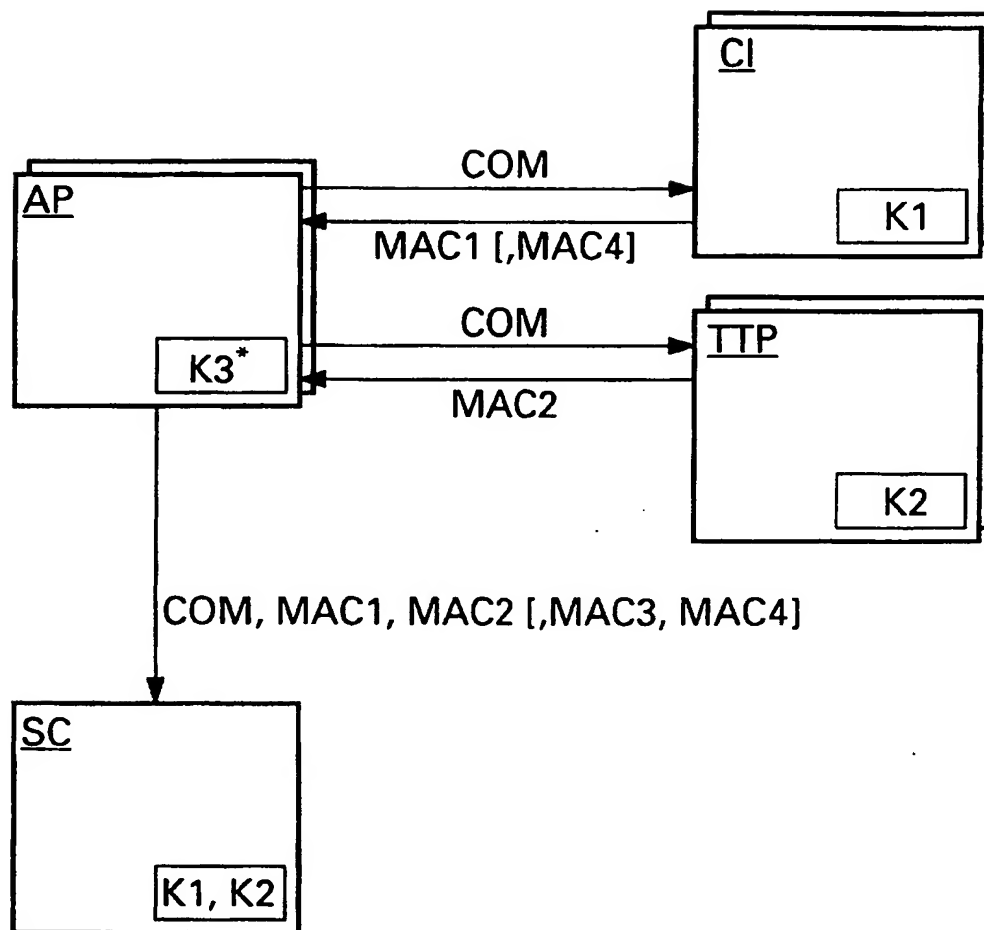 CI
K1
AP
COM
MAC1 [,MAC4]
K3*
COM
MAC2
TTP
K2
COM, MAC1, MAC2 [,MAC3, MAC4]
SC
K1, K2